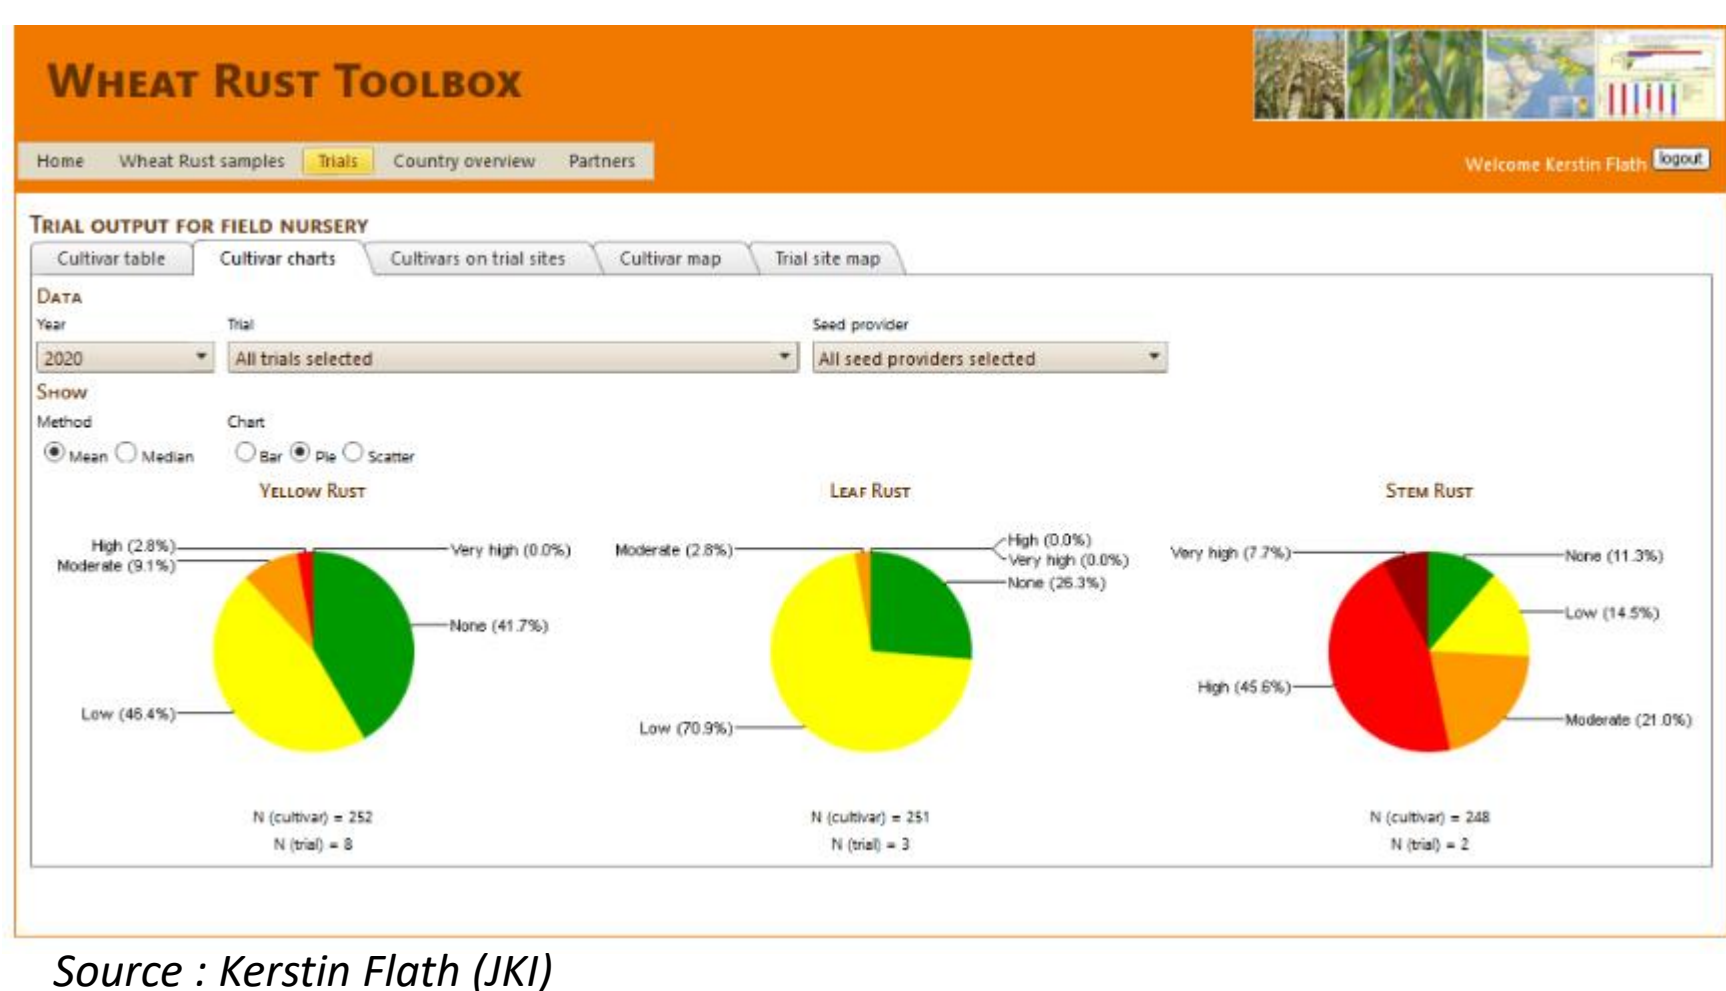 WHEAT RUST TOOLBOX
Home Wheat Rust samples Trials Country overview Partners
Welcome Kerstin Flath logout
TRIAL OUTPUT FOR FIELD NURSERY
Cultivar table Cultivar charts Cultivars on trial sites Cultivar map Trial site map
DATA
Year Trial Seed provider
2020 All trials selected All seed providers selected
SHOW
Method Chart
Mean Median Bar Pie Scatter
YELLOW RUST
High (2.8%)
Moderate (9.1%)
Very high (0.0%)
None (41.7%)
Low (46.4%)
N (cultivar) = 252
N (trial) = 8
LEAF RUST
Moderate (2.8%)
High (0.0%)
Very high (0.0%)
None (26.3%)
Low (70.9%)
N (cultivar) = 251
N (trial) = 3
STEM RUST
Very high (7.7%)
None (11.3%)
Low (14.5%)
High (45.6%)
Moderate (21.0%)
N (cultivar) = 248
N (trial) = 2
Source : Kerstin Flath (JKI)